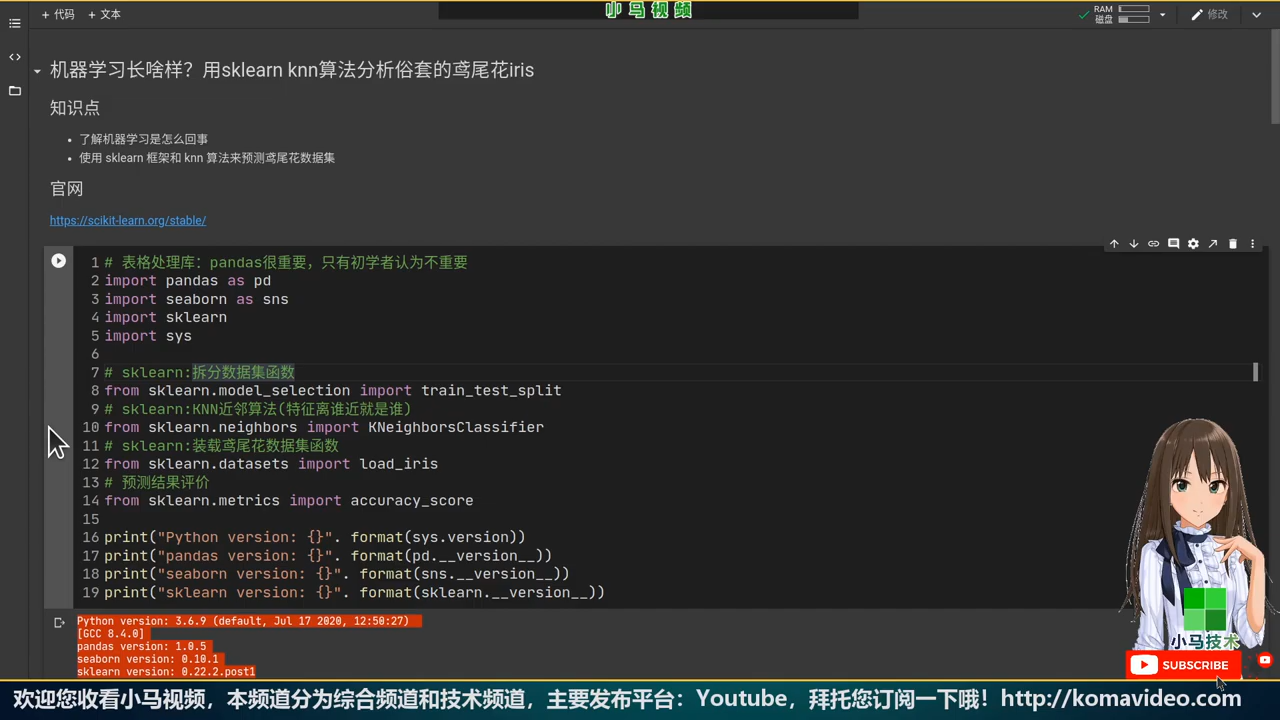 小马视频
+ 代码 + 文本
RAM
磁盘
修改
机器学习长啥样？用sklearn knn算法分析俗套的鸢尾花iris
知识点
• 了解机器学习是怎么回事
• 使用 sklearn 框架和 knn 算法来预测鸢尾花数据集
官网
https://scikit-learn.org/stable/
1 # 表格处理库：pandas很重要，只有初学者认为不重要
2 import pandas as pd
3 import seaborn as sns
4 import sklearn
5 import sys
6
7 # sklearn:拆分数据集函数
8 from sklearn.model_selection import train_test_split
9 # sklearn:KNN近邻算法(特征离谁近就是谁)
10 from sklearn.neighbors import KNeighborsClassifier
11 # sklearn:装载鸢尾花数据集函数
12 from sklearn.datasets import load_iris
13 # 预测结果评价
14 from sklearn.metrics import accuracy_score
15
16 print("Python version: {}". format(sys.version))
17 print("pandas version: {}". format(pd.__version__))
18 print("seaborn version: {}". format(sns.__version__))
19 print("sklearn version: {}". format(sklearn.__version__))
Python version: 3.6.9 (default, Jul 17 2020, 12:50:27)
[GCC 8.4.0]
pandas version: 1.0.5
seaborn version: 0.10.1
sklearn version: 0.22.2.post1
小马技术
SUBSCRIBE
欢迎您收看小马视频，本频道分为综合频道和技术频道，主要发布平台：Youtube，拜托您订阅一下哦！http://komavideo.com